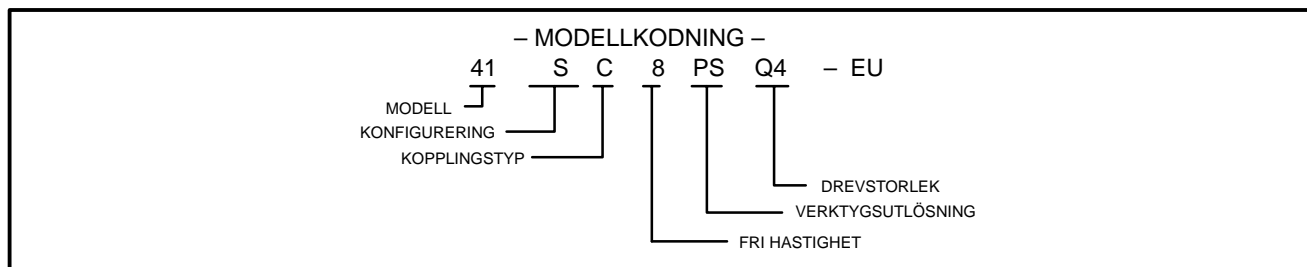 – MODELLKODNING –
41 S C 8 PS Q4 – EU
MODELL
KONFIGURERING
KOPPLINGSTYP
DREVSTORLEK
VERKTYGSUTLÖSNING
FRI HASTIGHET